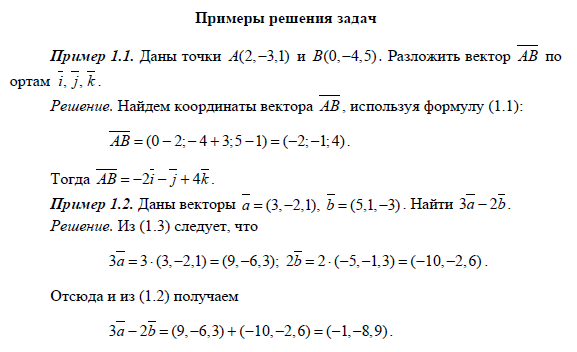 Примеры решения задач
Пример 1.1. Даны точки A(2,−3,1) и B(0,−4,5). Разложить вектор A̅B̅ по
ортам i̅, j̅, k̅.
Решение. Найдем координаты вектора A̅B̅, используя формулу (1.1):
A̅B̅ = (0 − 2; − 4 + 3; 5 − 1) = (−2; −1; 4).
Тогда A̅B̅ = −2i̅ − j̅ + 4k̅.
Пример 1.2. Даны векторы a̅ = (3,−2,1), b̅ = (5,1,−3). Найти 3a̅ − 2b̅.
Решение. Из (1.3) следует, что
3a̅ = 3 · (3,−2,1) = (9,−6,3); 2b̅ = 2 · (−5,−1,3) = (−10,−2,6).
Отсюда и из (1.2) получаем
3a̅ − 2b̅ = (9,−6,3) + (−10,−2,6) = (−1,−8,9).